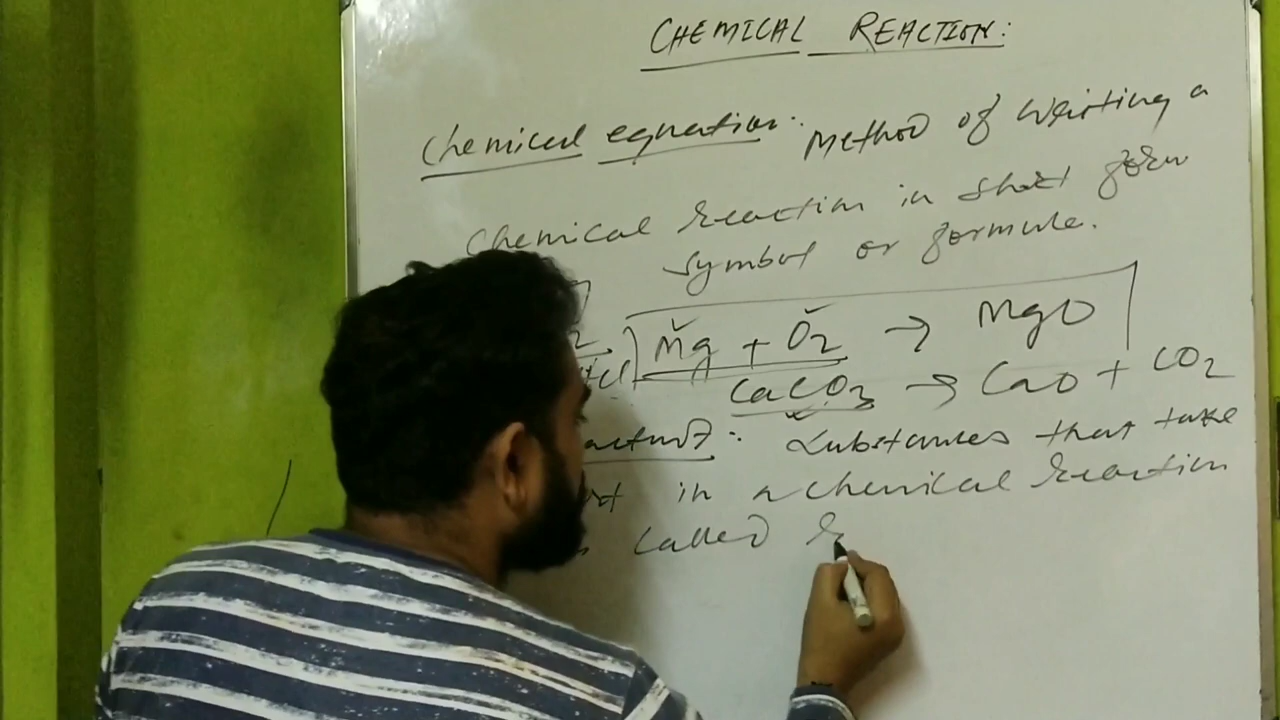 CHEMICAL REACTION:
Chemical equation: Method of writing a
Chemical reaction in short form
symbol or formule.
Mg + O2 → MgO
CaCO3 → CaO + CO2
Substances that take
in a chemical reaction
called